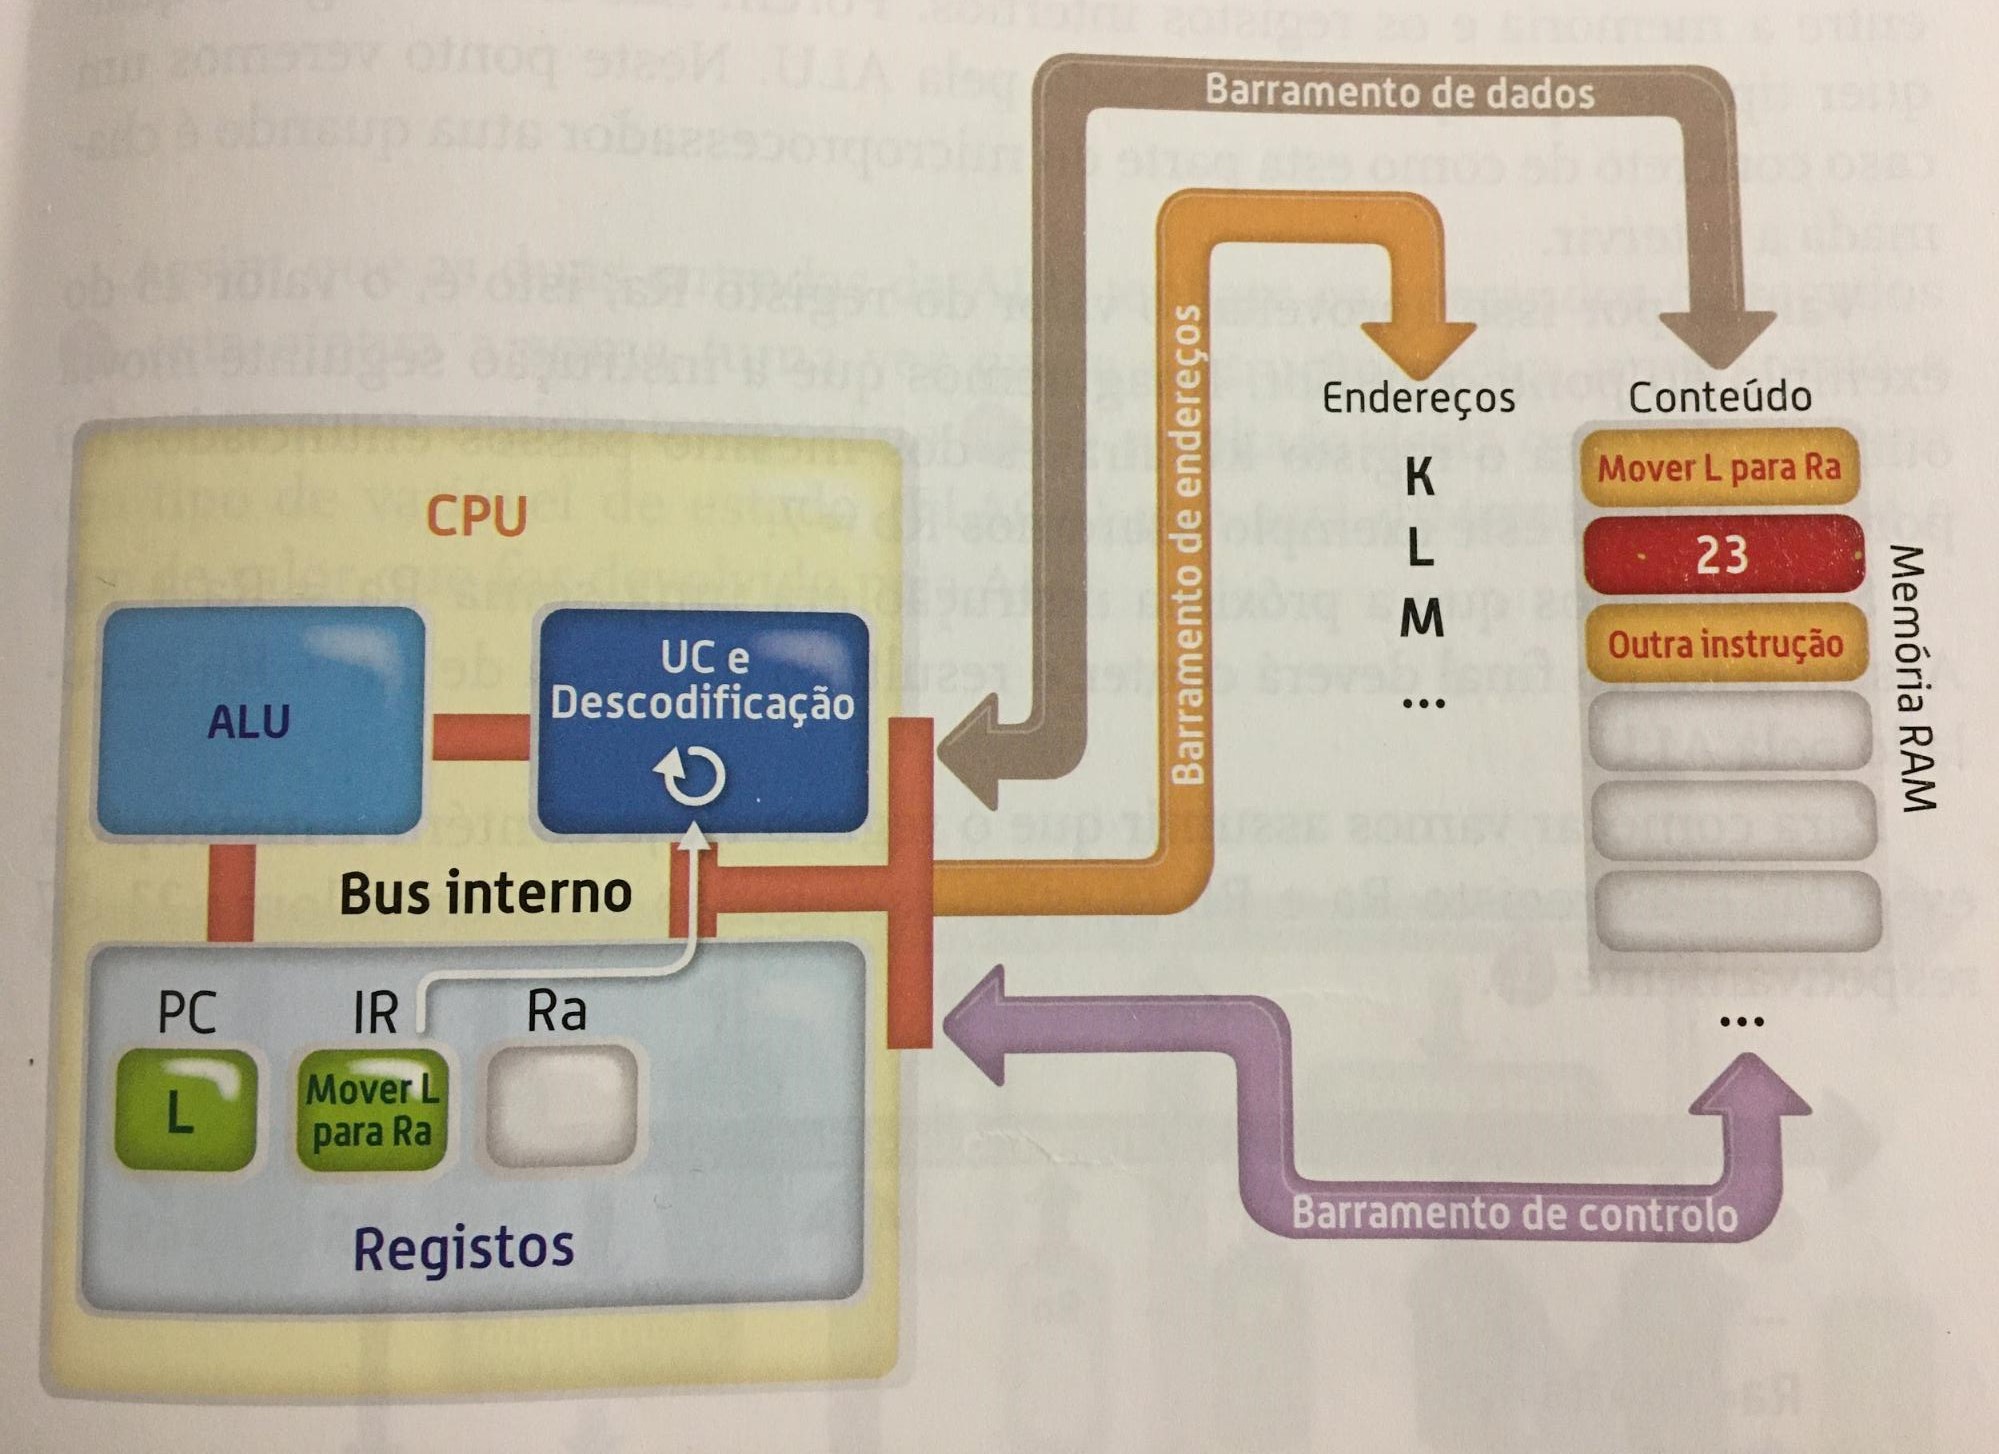 Barramento de dados
Barramento de endereços
Endereços
Conteúdo
K
Mover L para Ra
L
23
M
Outra instrução
...
Memória RAM
...
CPU
ALU
UC e
Descodificação
Bus interno
PC
IR
Ra
L
Mover L
para Ra
Registos
Barramento de controlo